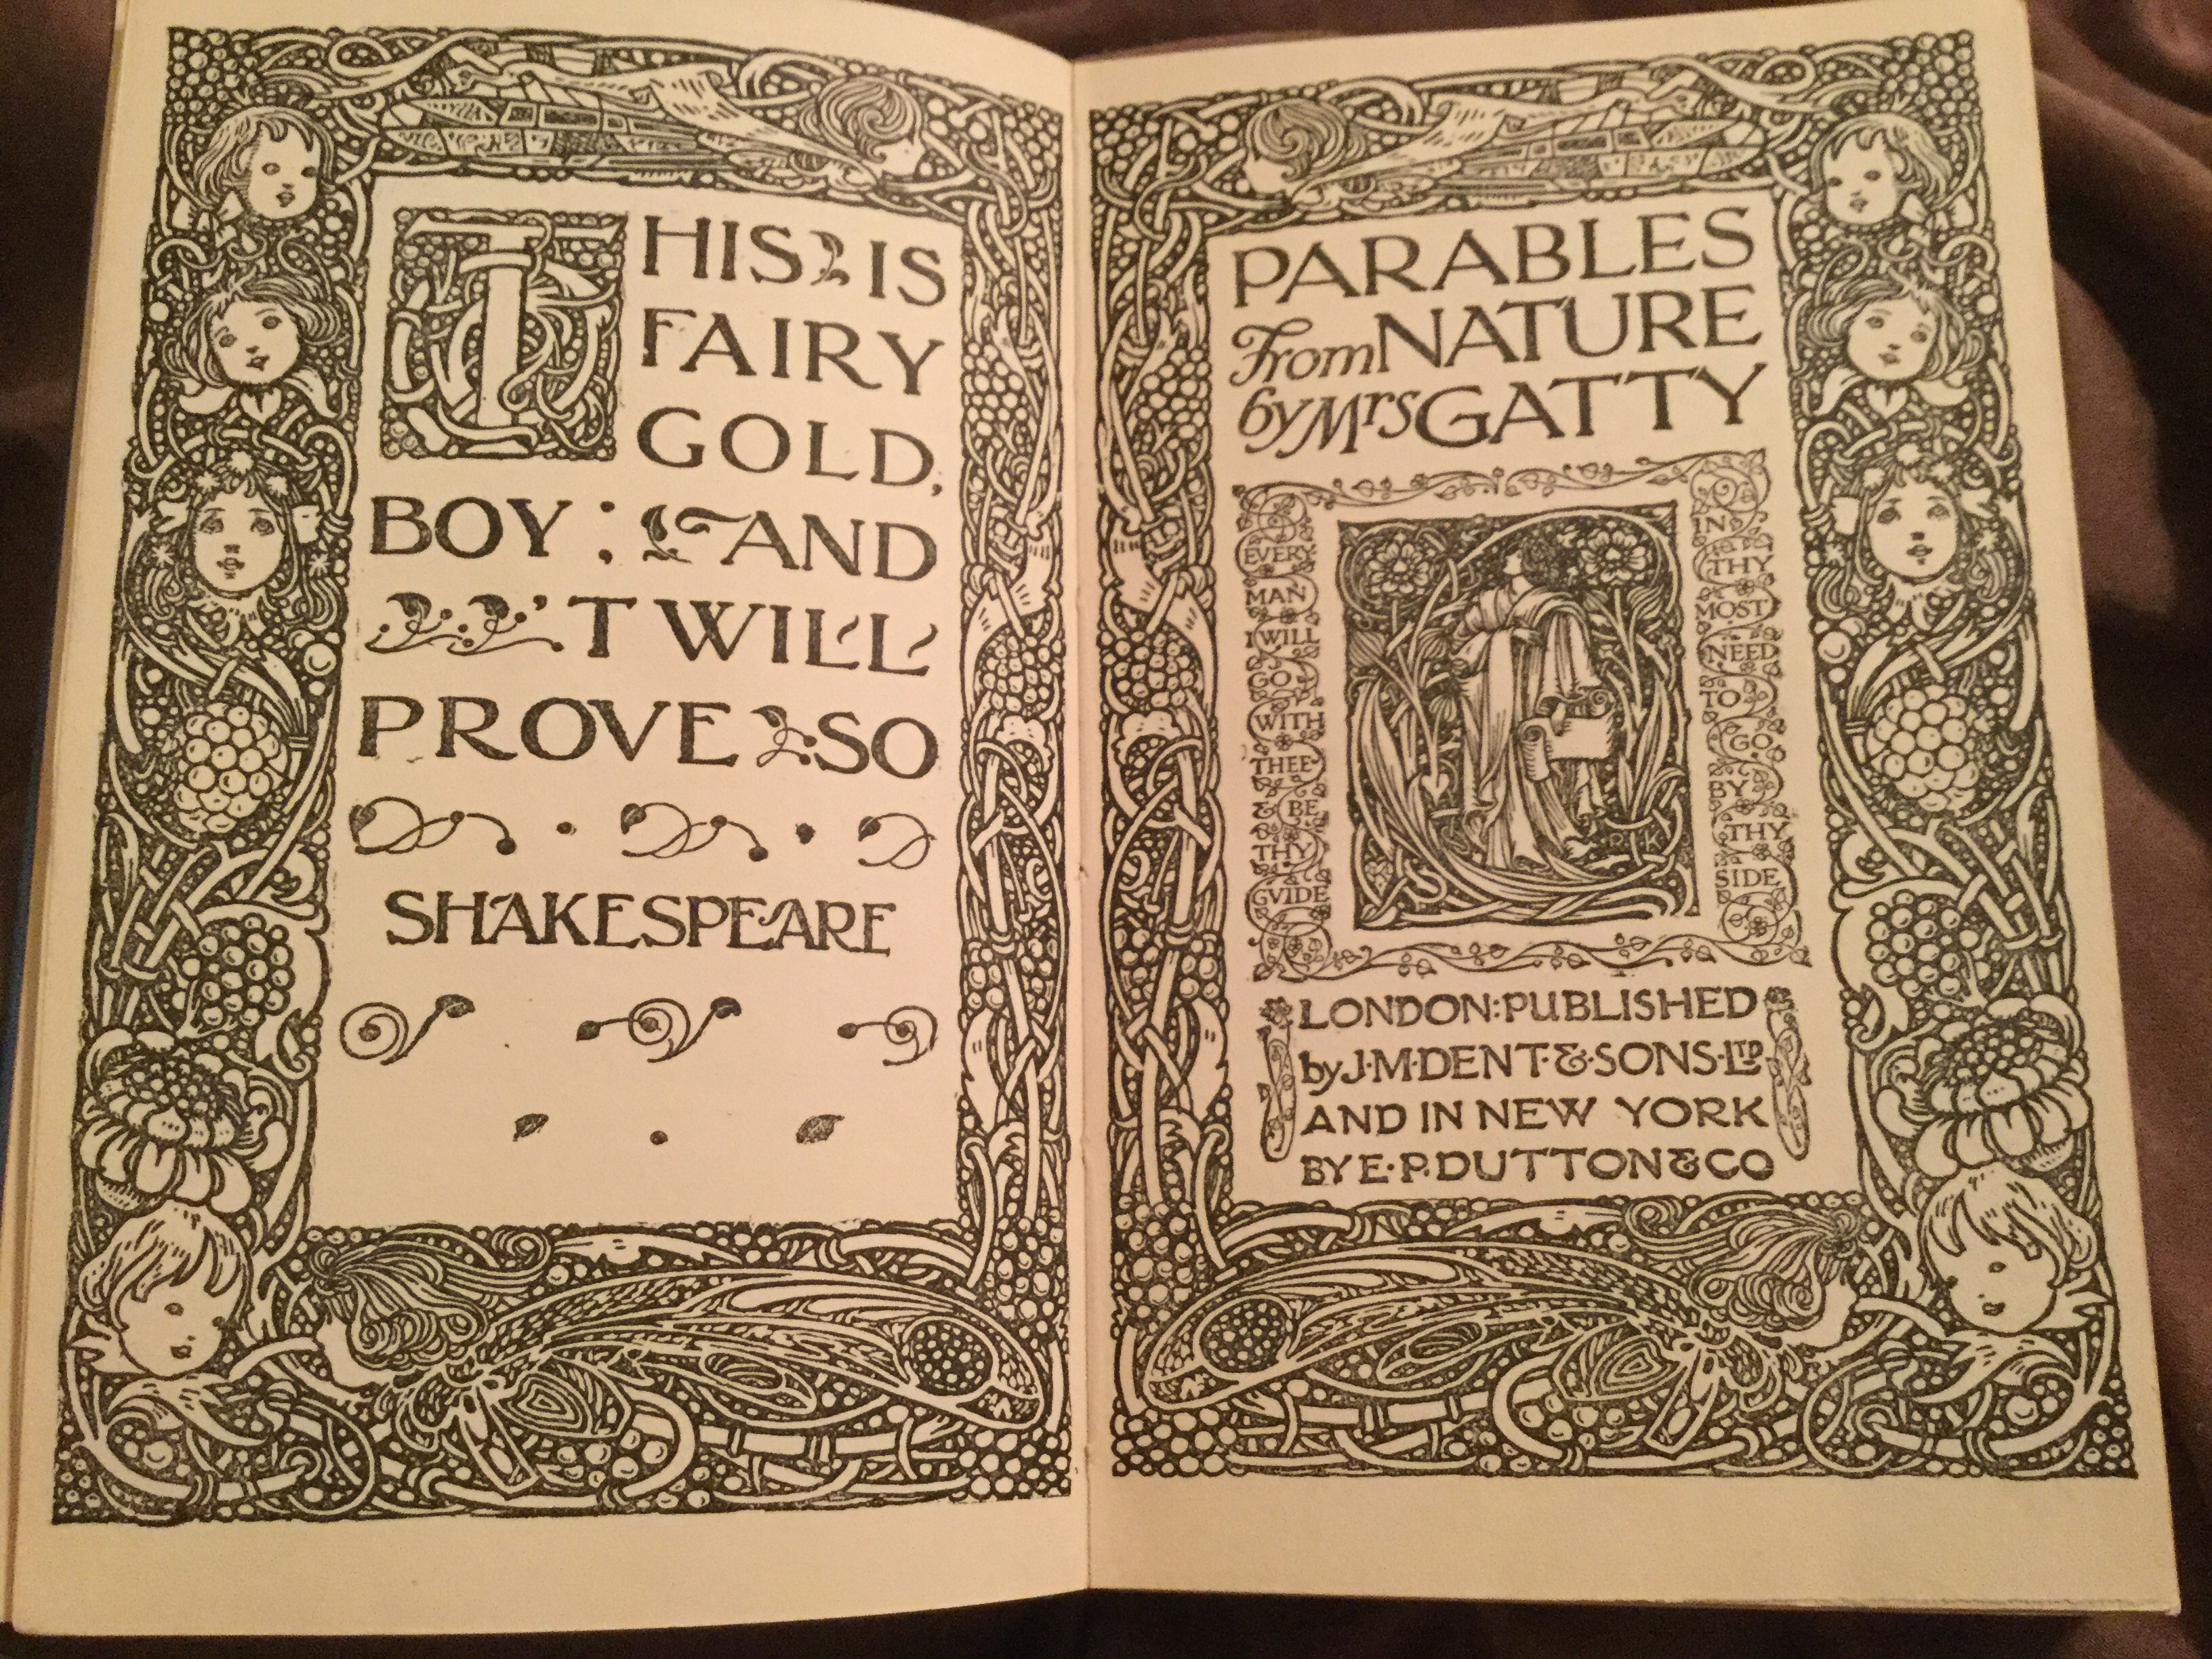 THIS IS
FAIRY
GOLD,
BOY; AND
'T WILL
PROVE SO
SHAKESPEARE
PARABLES
From NATURE
by Mrs GATTY
EVERY
MAN
I WILL
GO
WITH
THEE
& BE
THY
GVIDE
IN
THY
MOST
NEED
TO
GO
BY
THY
SIDE
RLK
LONDON:PUBLISHED
by J·M·DENT·&·SONS·LTD
AND IN NEW YORK
BY E·P·DUTTON & CO